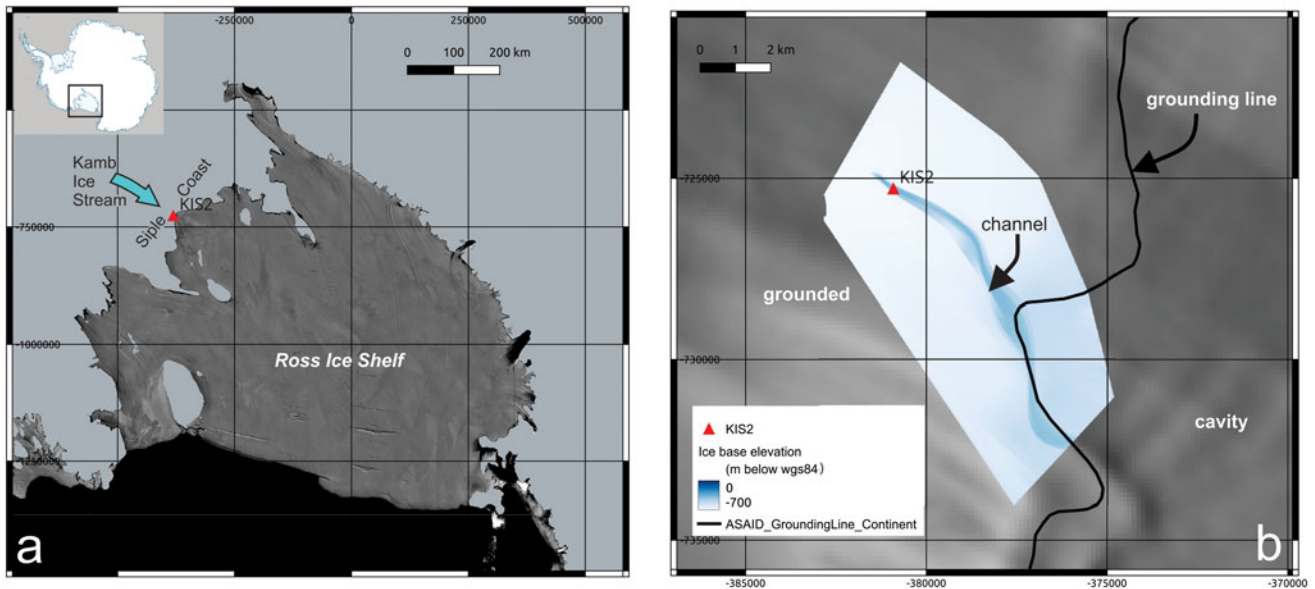 -250000 0 250000 500000
0 100 200 km
Kamb
Ice
Stream
Siple Coast
KIS2
-750000
-1000000
Ross Ice Shelf
-1250000
a
0 1 2 km
grounding line
-725000
KIS2
channel
grounded
-730000
cavity
KIS2
Ice base elevation
(m below wgs84)
0
-700
ASAID_GroundingLine_Continent
-735000
b
-385000 -380000 -375000 -370000